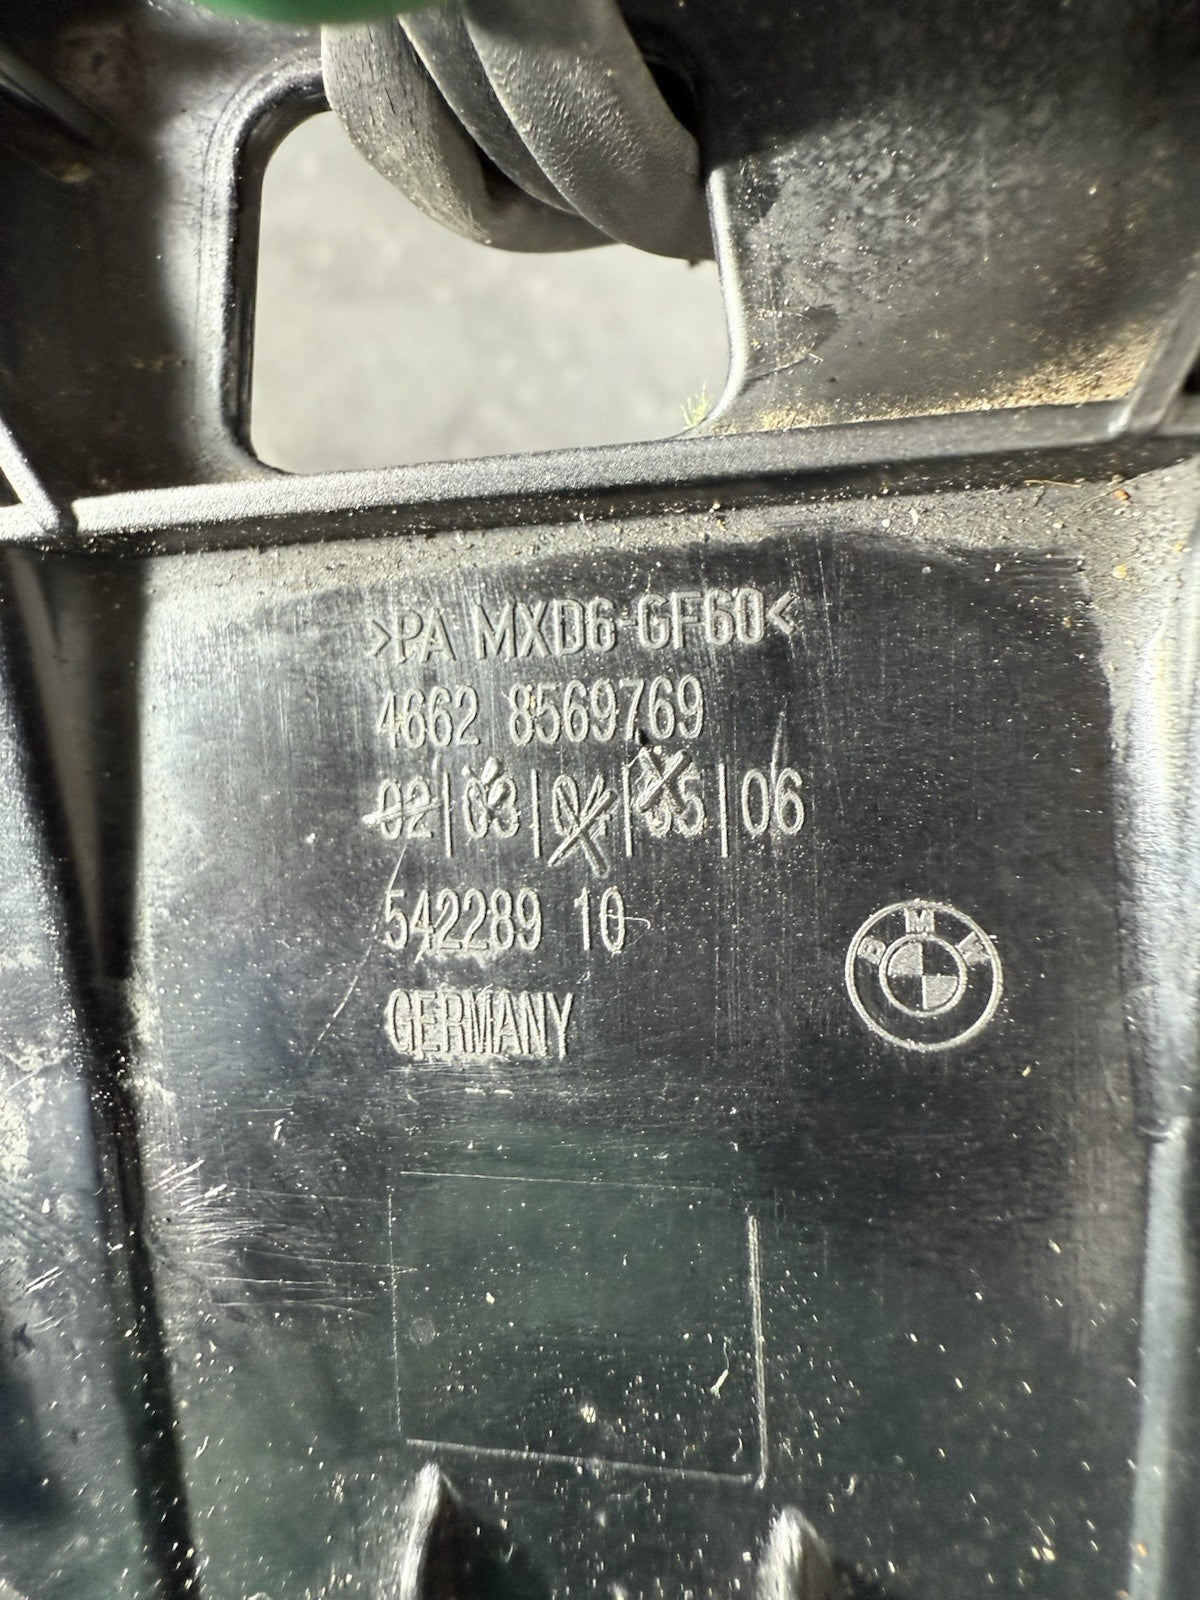 >PA MXD6-GF60<
4662 8569769
02|03|04|05|06
542289 10
GERMANY
BMW